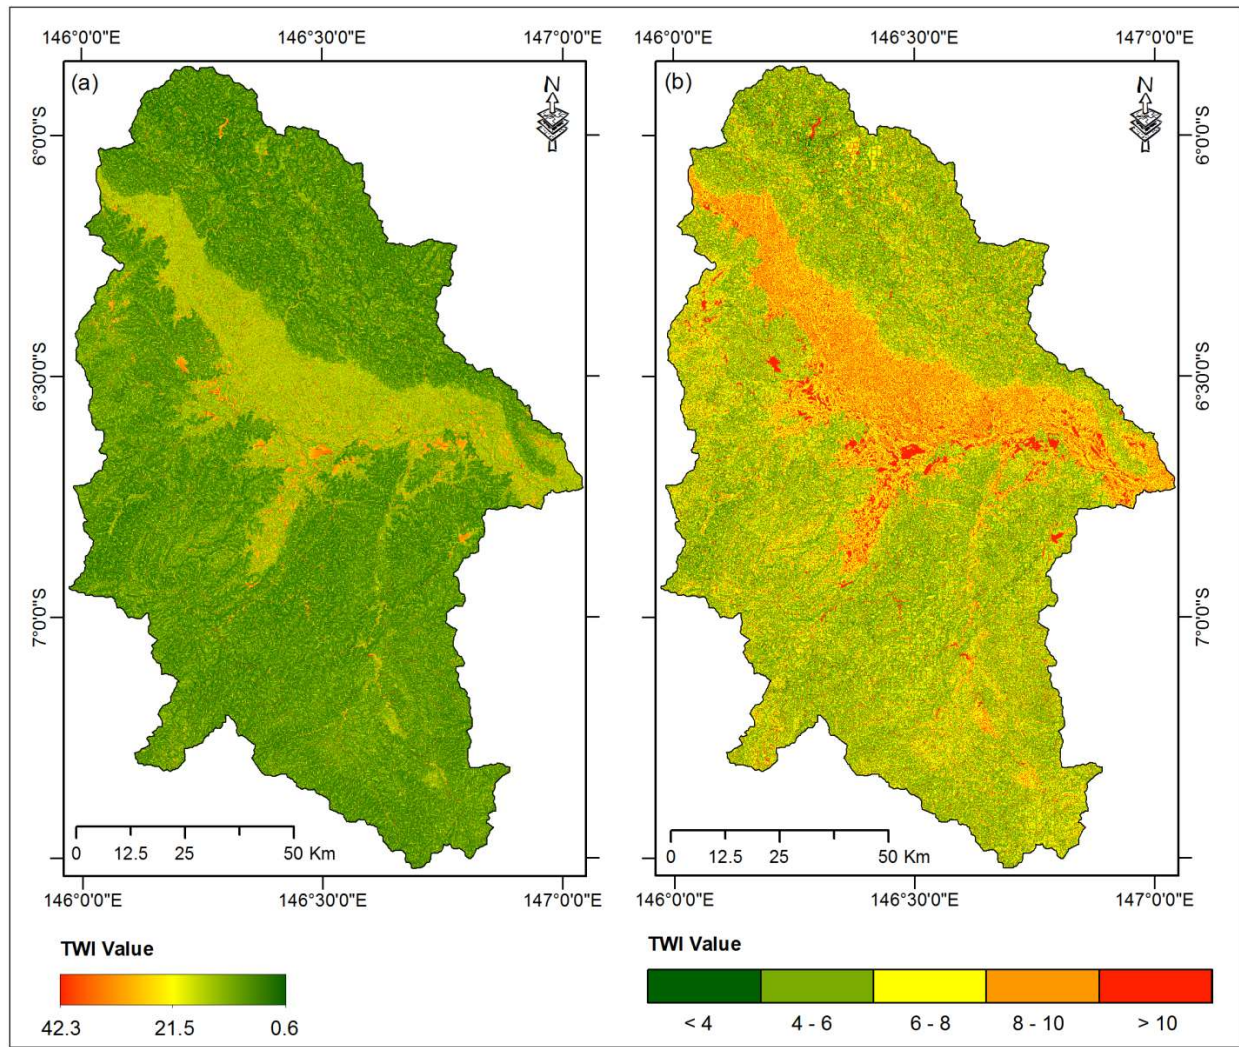 146°0'0"E 146°30'0"E 147°0'0"E 146°0'0"E 146°30'0"E 147°0'0"E
(a) N (b) N
6°0'0"S 6°0'0"S
6°30'0"S 6°30'0"S
7°0'0"S 7°0'0"S
0 12.5 25 50 Km 0 12.5 25 50 Km
146°0'0"E 146°30'0"E 147°0'0"E 146°0'0"E 146°30'0"E 147°0'0"E
TWI Value TWI Value
42.3 21.5 0.6 < 4 4 - 6 6 - 8 8 - 10 > 10